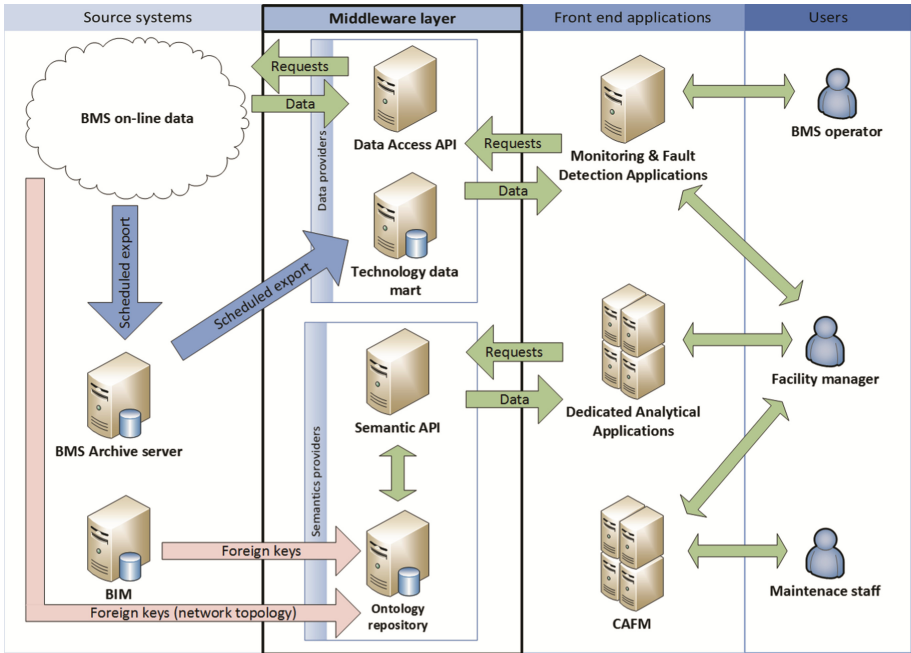 Source systems
Middleware layer
Front end applications
Users
BMS on-line data
Requests
Data
Data providers
Data Access API
Requests
Data
Monitoring & Fault
Detection Applications
BMS operator
Scheduled export
Scheduled export
Technology data
mart
BMS Archive server
Semantics providers
Semantic API
Requests
Data
Dedicated Analytical
Applications
Facility manager
BIM
Foreign keys
Foreign keys (network topology)
Ontology
repository
CAFM
Maintenace staff